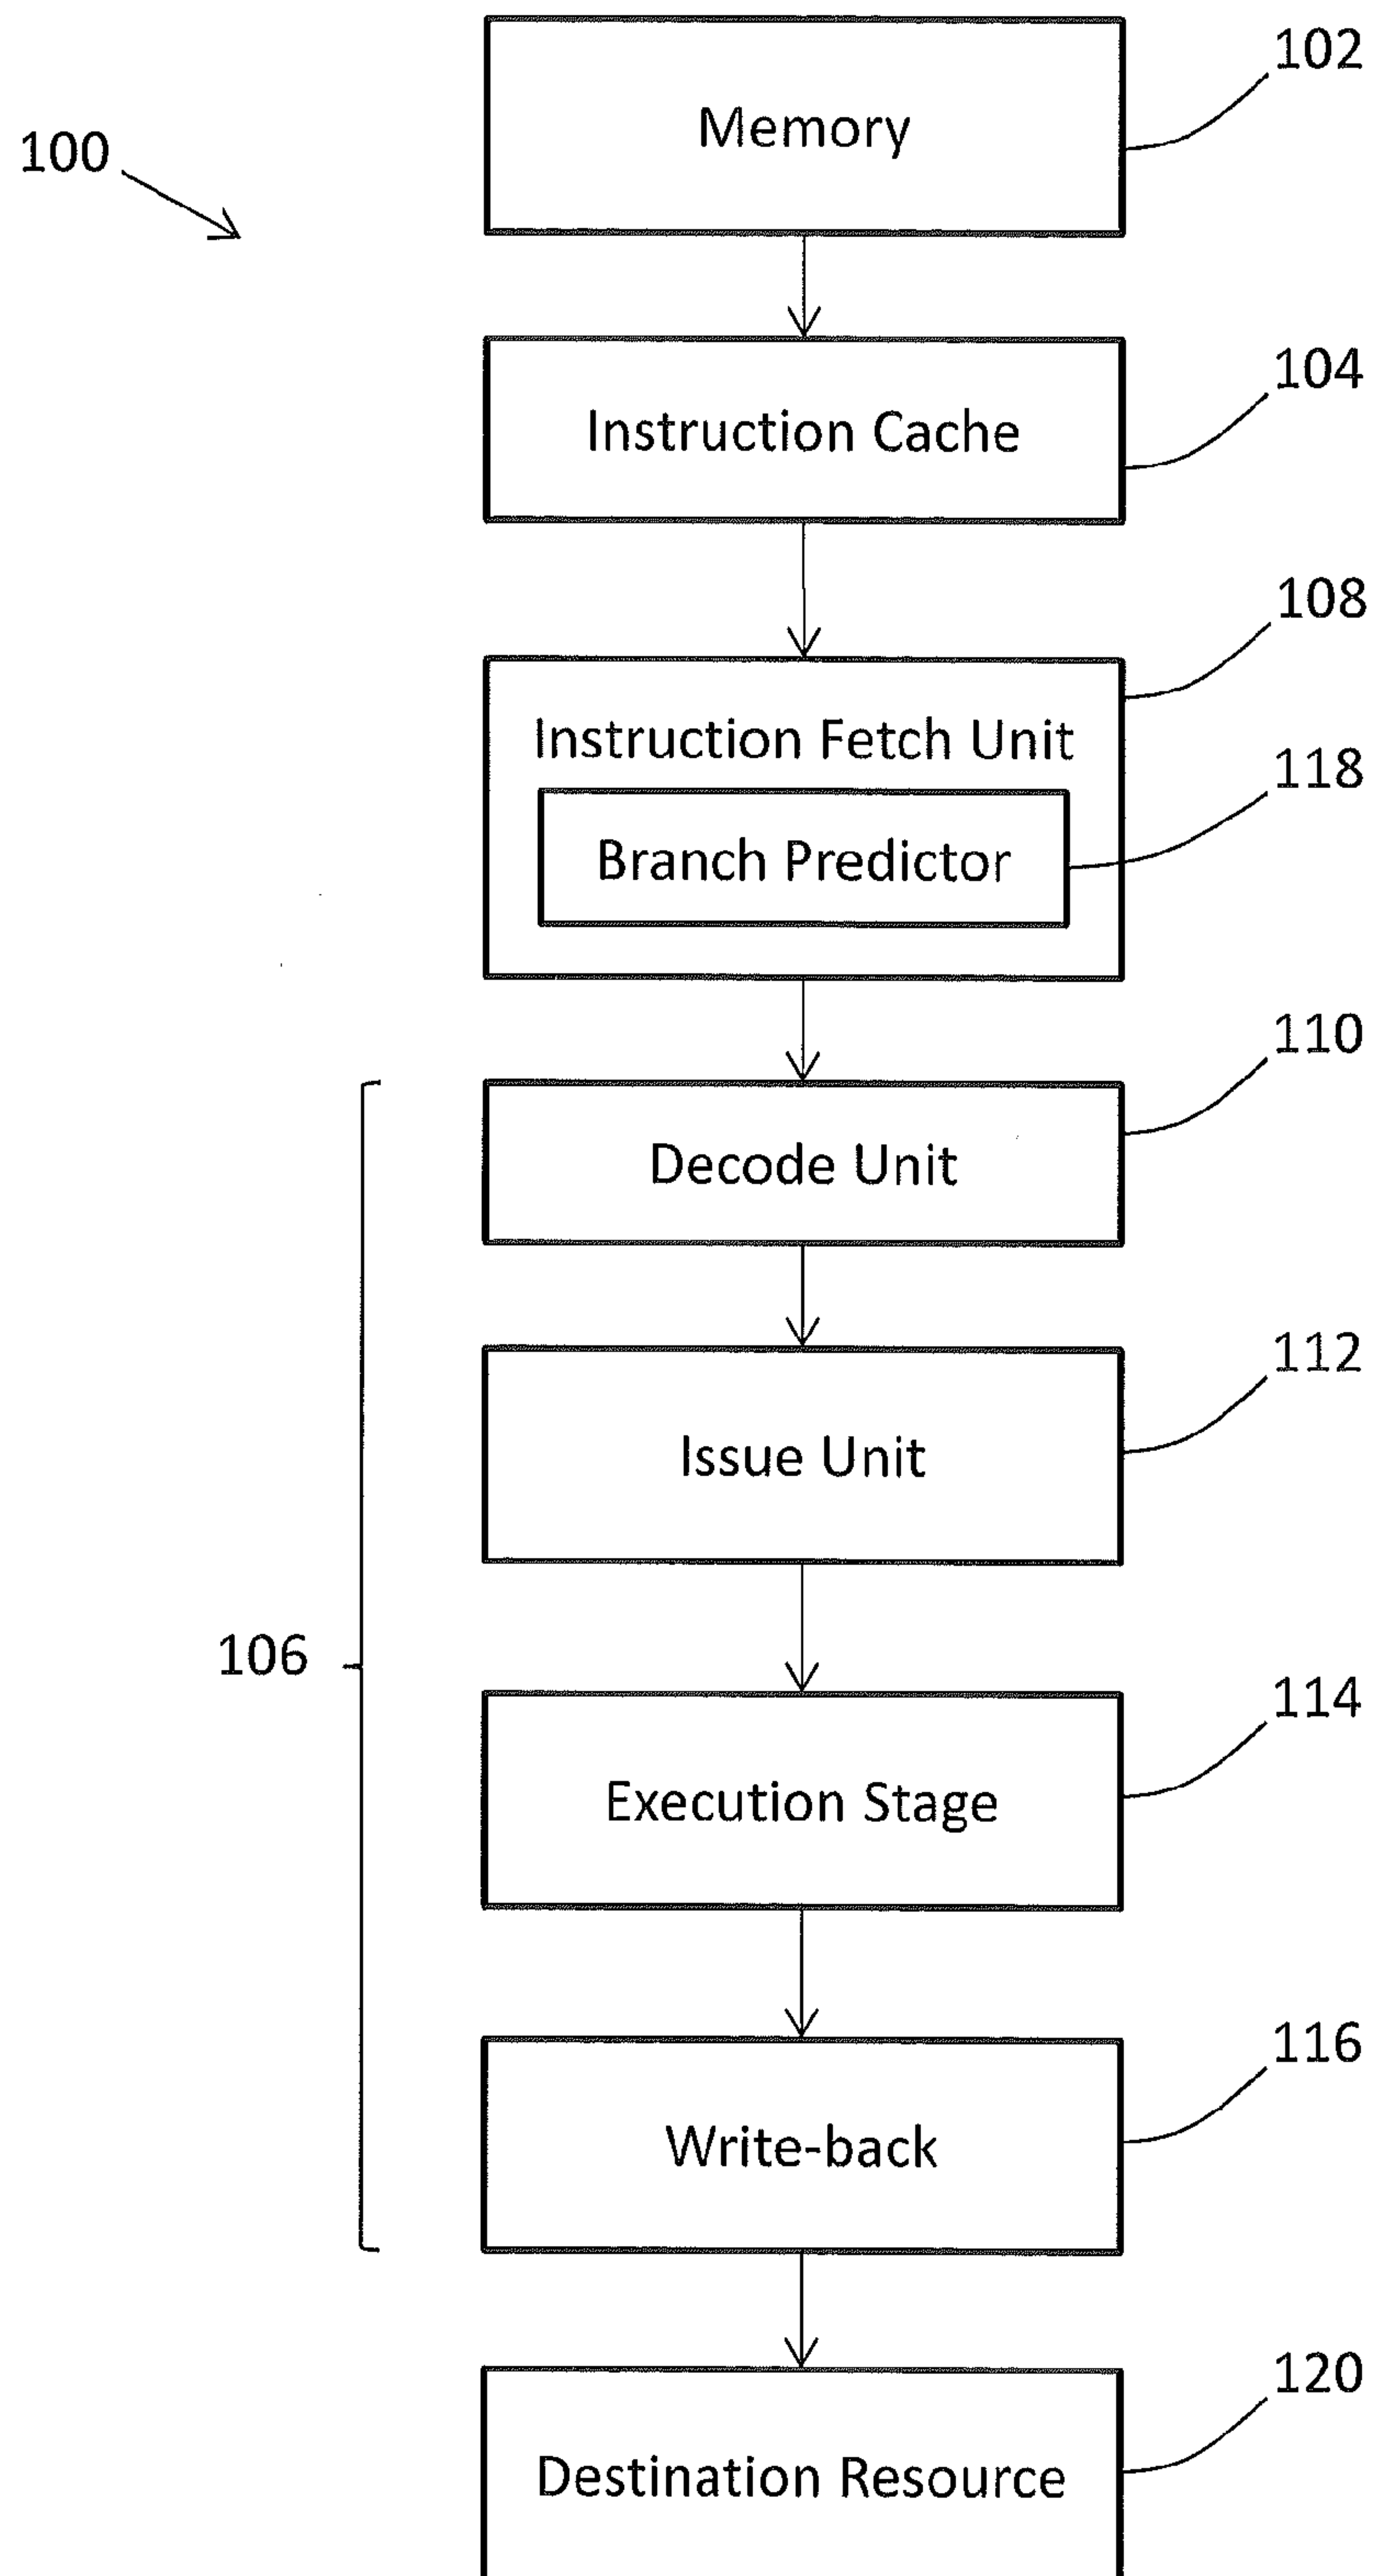 102
Memory
100
104
Instruction Cache
108
Instruction Fetch Unit
118
Branch Predictor
110
Decode Unit
112
Issue Unit
106
114
Execution Stage
116
Write-back
120
Destination Resource